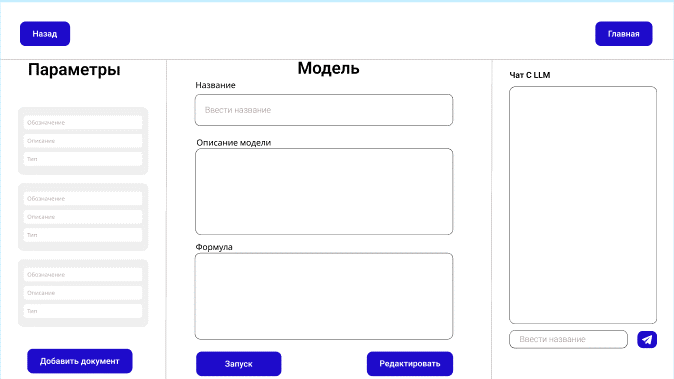 Назад
Главная
Параметры
Обозначение
Описание
Тип
Обозначение
Описание
Тип
Обозначение
Описание
Тип
Добавить документ
Модель
Название
Ввести название
Описание модели
Формула
Запуск
Редактировать
Чат С LLM
Ввести название